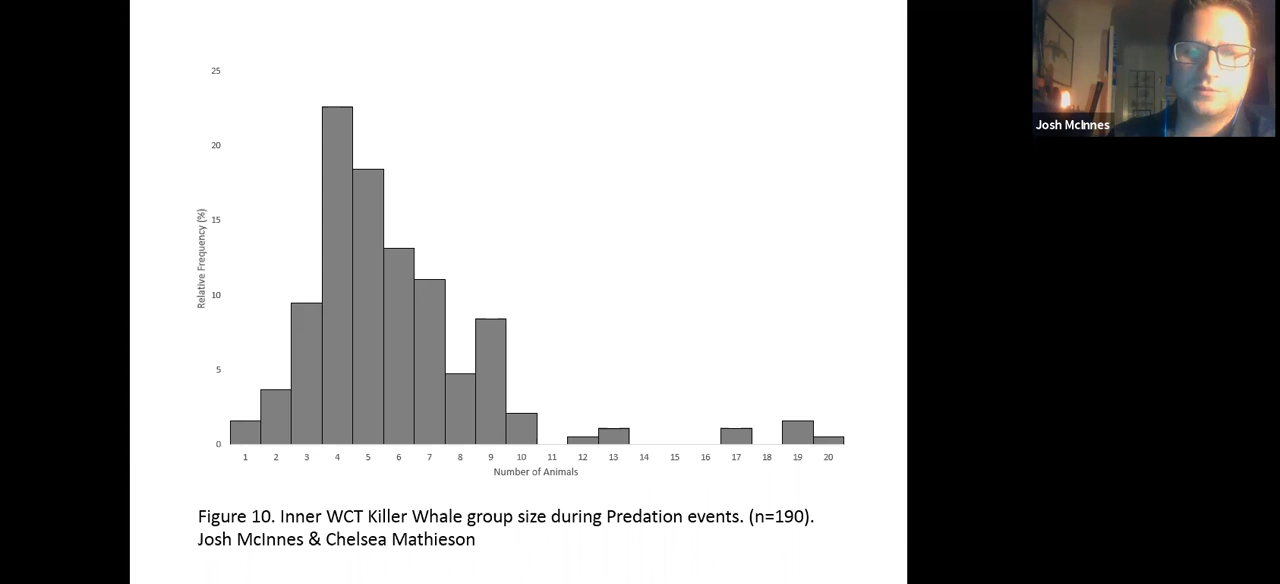 25
20
15
10
5
0
Relative Frequency (%)
1 2 3 4 5 6 7 8 9 10 11 12 13 14 15 16 17 18 19 20
Number of Animals
Figure 10. Inner WCT Killer Whale group size during Predation events. (n=190).
Josh McInnes & Chelsea Mathieson
Josh McInnes